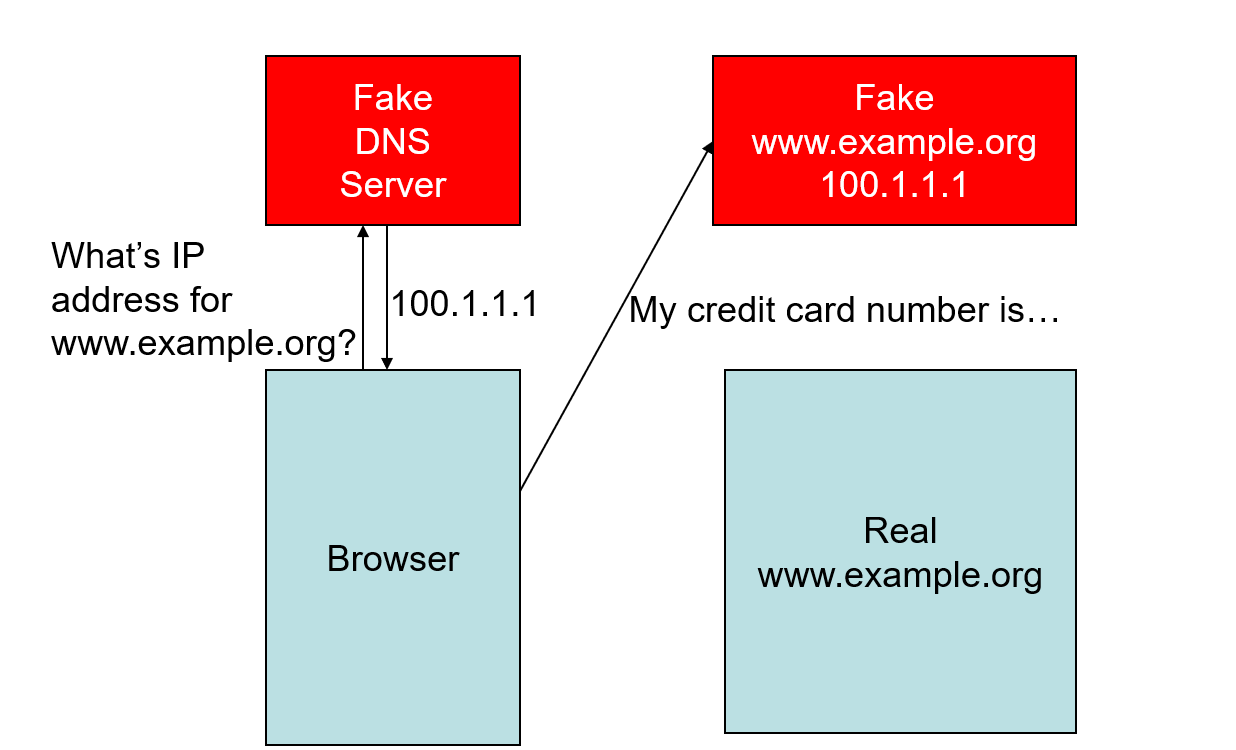 Fake
DNS
Server
Fake
www.example.org
100.1.1.1
What’s IP
address for
www.example.org?
100.1.1.1
My credit card number is…
Browser
Real
www.example.org